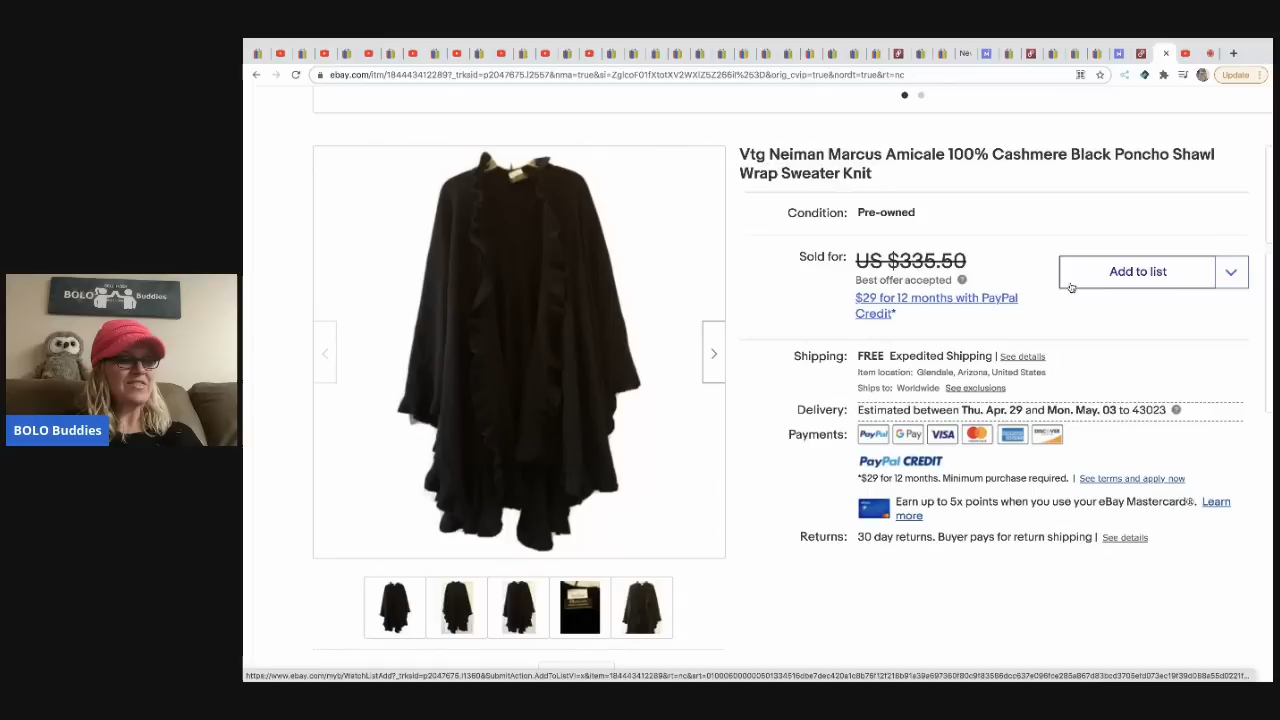 Update
ebay.com/itm/184443412289?_trksid=p2047675.l2557&nma=true&si=ZglcoF01fXtotXV2WXlZ5Z266iI%253D&orig_cvip=true&nordt=true&rt=nc
Vtg Neiman Marcus Amicale 100% Cashmere Black Poncho Shawl
Wrap Sweater Knit
Condition: Pre-owned
Sold for: US $335.50
Add to list
Best offer accepted
$29 for 12 months with PayPal
Credit*
Shipping: FREE Expedited Shipping | See details
Item location: Glendale, Arizona, United States
Ships to: Worldwide See exclusions
Delivery: Estimated between Thu. Apr. 29 and Mon. May. 03 to 43023
Payments: PayPal G Pay VISA
DISCOVER
PayPal CREDIT
*$29 for 12 months. Minimum purchase required. | See terms and apply now
Earn up to 5x points when you use your eBay Mastercard®. Learn
more
Returns: 30 day returns. Buyer pays for return shipping | See details
BOLO Buddies
BOLO Buddies